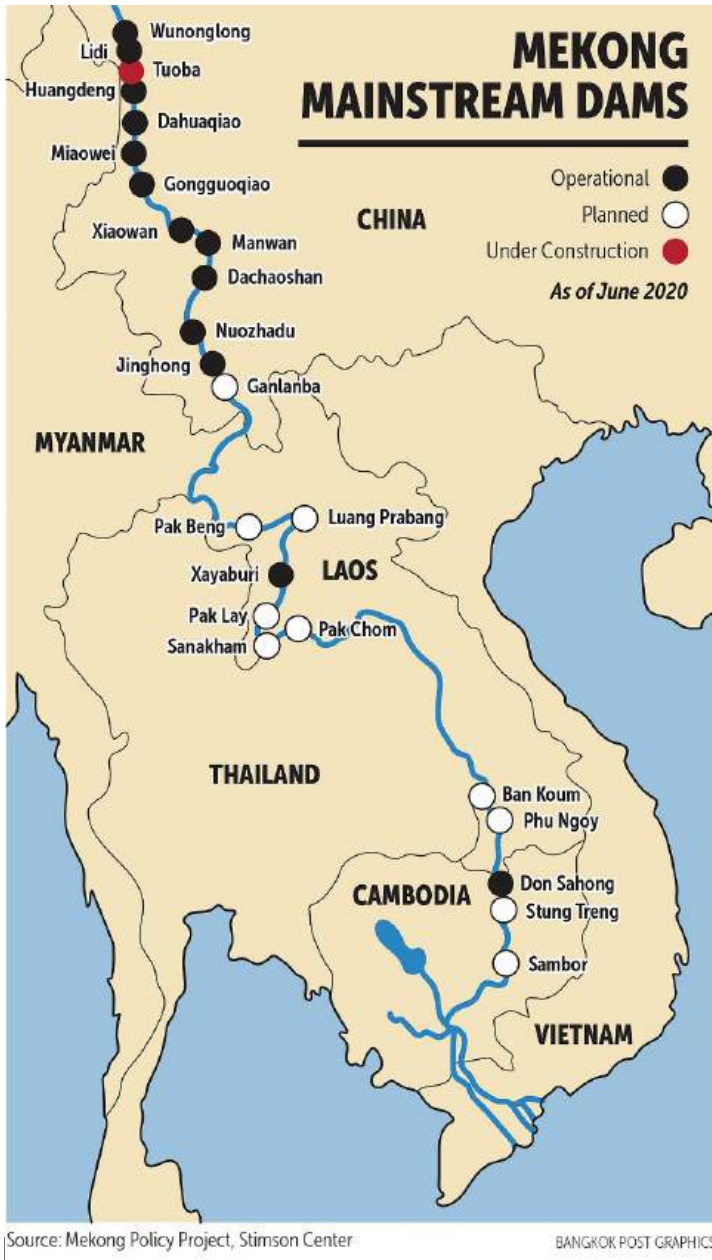 MEKONG
MAINSTREAM DAMS
Operational
Planned
Under Construction
As of June 2020
Wunonglong
Lidi
Tuoba
Huangdeng
Dahuaqiao
Miaowei
Gongguoqiao
CHINA
Xiaowan
Manwan
Dachaoshan
Nuozhadu
Jinghong
Ganlanba
MYANMAR
Pak Beng
Luang Prabang
Xayaburi
LAOS
Pak Lay
Pak Chom
Sanakham
THAILAND
Ban Koum
Phu Ngoy
Don Sahong
CAMBODIA
Stung Treng
Sambor
VIETNAM
Source: Mekong Policy Project, Stimson Center
BANGKOK POST GRAPHICS